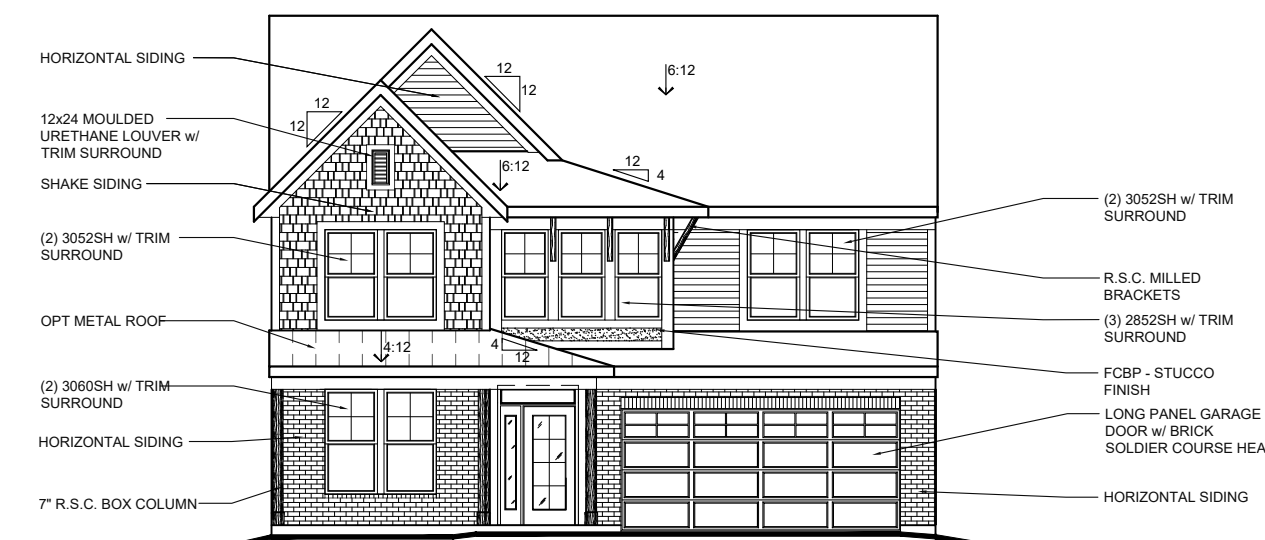 HORIZONTAL SIDING
12x24 MOULDED
URETHANE LOUVER w/
TRIM SURROUND
SHAKE SIDING
(2) 3052SH w/ TRIM
SURROUND
OPT METAL ROOF
(2) 3060SH w/ TRIM
SURROUND
HORIZONTAL SIDING
7" R.S.C. BOX COLUMN
12
12
12
12
6:12
6:12
12
4
4:12
4
12
(2) 3052SH w/ TRIM
SURROUND
R.S.C. MILLED
BRACKETS
(3) 2852SH w/ TRIM
SURROUND
FCBP - STUCCO
FINISH
LONG PANEL GARAGE
DOOR w/ BRICK
SOLDIER COURSE HEA
HORIZONTAL SIDING